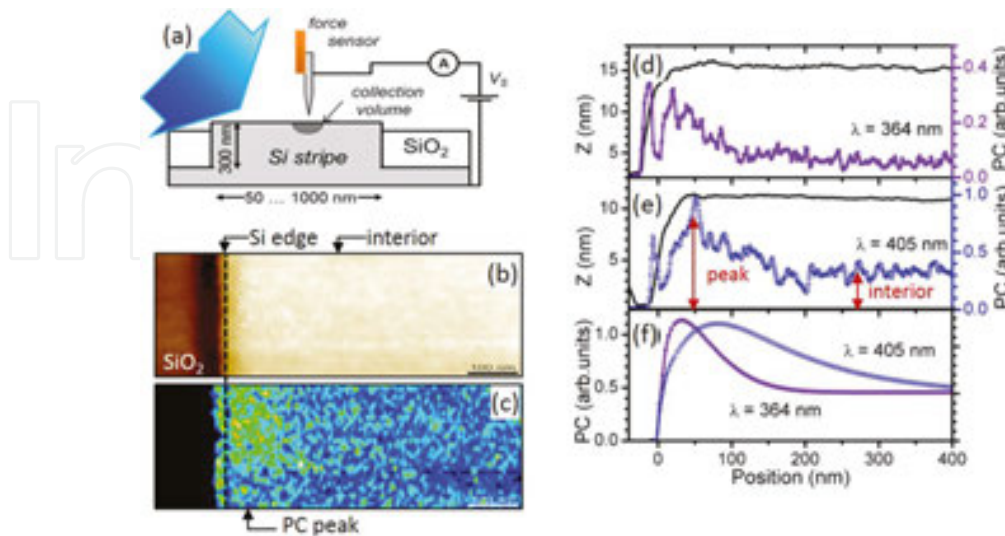 In
(a)
force
sensor
A
V
collection
volume
300 nm
Si stripe
SiO2
50 ... 1000 nm
Si edge
interior
(b)
SiO2
100 nm
(c)
PC peak
(d)
15
10
5
Z (nm)
λ = 364 nm
0.4
0.2
0.0
PC (arb.units)
(e)
10
5
Z (nm)
λ = 405 nm
peak
interior
1.0
0.5
0.0
PC (arb. units)
(f)
1.0
0.5
0.0
PC (arb.units)
λ = 405 nm
λ = 364 nm
0
100
200
300
400
Position (nm)